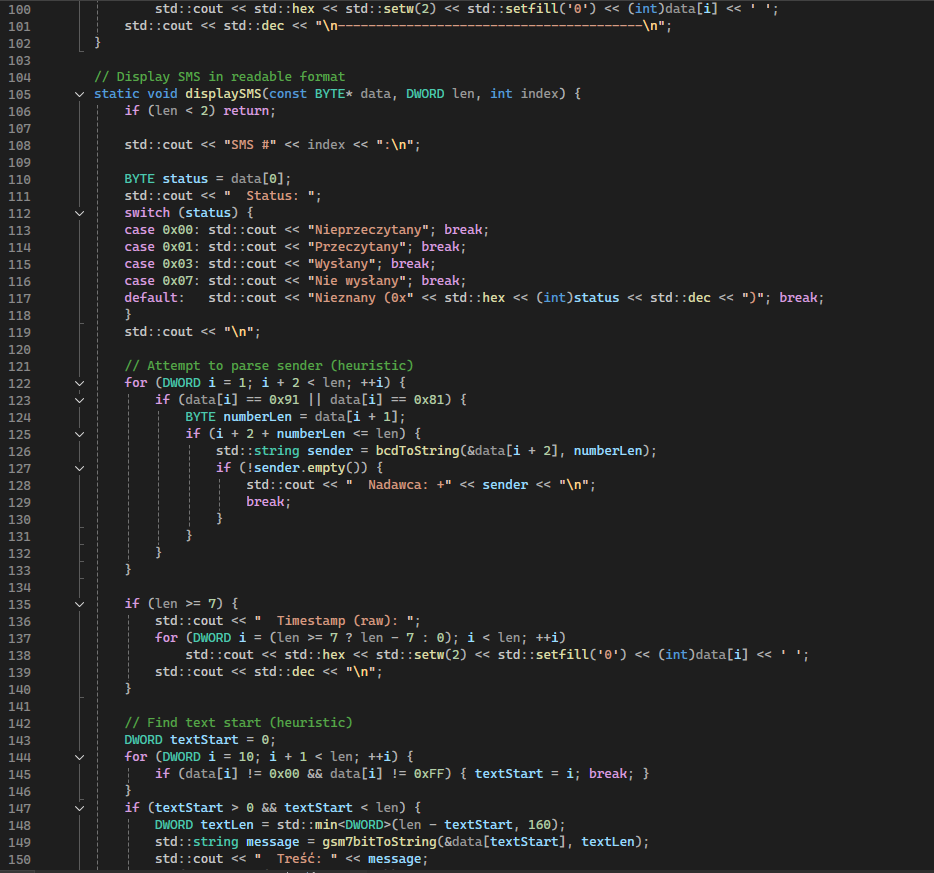 100 std::cout << std::hex << std::setw(2) << std::setfill('0') << (int)data[i] << ' ';
101 std::cout << std::dec << "\n----------------------------------------\n";
102 }
103
104 // Display SMS in readable format
105 static void displaySMS(const BYTE* data, DWORD len, int index) {
106 if (len < 2) return;
107
108 std::cout << "SMS #" << index << ":\n";
109
110 BYTE status = data[0];
111 std::cout << "  Status: ";
112 switch (status) {
113 case 0x00: std::cout << "Nieprzeczytany"; break;
114 case 0x01: std::cout << "Przeczytany"; break;
115 case 0x03: std::cout << "Wysłany"; break;
116 case 0x07: std::cout << "Nie wysłany"; break;
117 default:   std::cout << "Nieznany (0x" << std::hex << (int)status << std::dec << ")"; break;
118 }
119 std::cout << "\n";
120
121 // Attempt to parse sender (heuristic)
122 for (DWORD i = 1; i + 2 < len; ++i) {
123 if (data[i] == 0x91 || data[i] == 0x81) {
124 BYTE numberLen = data[i + 1];
125 if (i + 2 + numberLen <= len) {
126 std::string sender = bcdToString(&data[i + 2], numberLen);
127 if (!sender.empty()) {
128 std::cout << "  Nadawca: +" << sender << "\n";
129 break;
130 }
131 }
132 }
133 }
134
135 if (len >= 7) {
136 std::cout << "  Timestamp (raw): ";
137 for (DWORD i = (len >= 7 ? len - 7 : 0); i < len; ++i)
138 std::cout << std::hex << std::setw(2) << std::setfill('0') << (int)data[i] << ' ';
139 std::cout << std::dec << "\n";
140 }
141
142 // Find text start (heuristic)
143 DWORD textStart = 0;
144 for (DWORD i = 10; i + 1 < len; ++i) {
145 if (data[i] != 0x00 && data[i] != 0xFF) { textStart = i; break; }
146 }
147 if (textStart > 0 && textStart < len) {
148 DWORD textLen = std::min<DWORD>(len - textStart, 160);
149 std::string message = gsm7bitToString(&data[textStart], textLen);
150 std::cout << "  Treść: " << message;